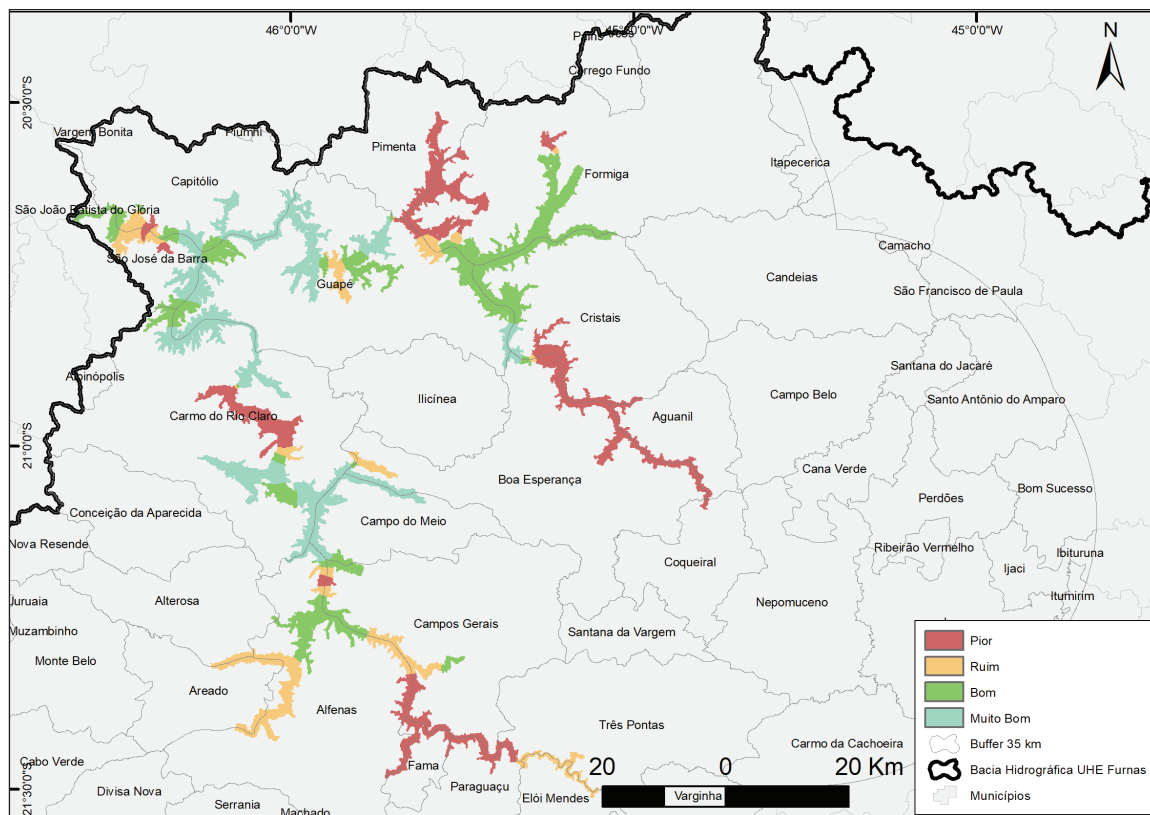 46°0'0"W
45°0'0"W
N
Corrego Fundo
20°30'0"S
Vargem Bonita
Piumhi
Pimenta
Itapecerica
Formiga
Capitólio
São João Batista do Glória
Camacho
São José da Barra
Candeias
Guapé
São Francisco de Paula
Cristais
Santana do Jacaré
Alpinópolis
Campo Belo
Ilicínea
Santo Antônio do Amparo
Carmo do Rio Claro
Aguanil
21°0'0"S
Cana Verde
Boa Esperança
Bom Sucesso
Perdões
Conceição da Aparecida
Campo do Meio
Nova Resende
Ribeirão Vermelho
Ibituruna
Coqueiral
Ijaci
Itumirim
Juruaia
Alterosa
Nepomuceno
Campos Gerais
Santana da Vargem
Muzambinho
Monte Belo
Areado
Alfenas
Três Pontas
Carmo da Cachoeira
Cabo Verde
Fama
20 0 20 Km
Divisa Nova
Paraguaçu
Elói Mendes
Varginha
Serrania
Machado
21°30'0"S
Pior
Ruim
Bom
Muito Bom
Buffer 35 km
Bacia Hidrográfica UHE Furnas
Municípios